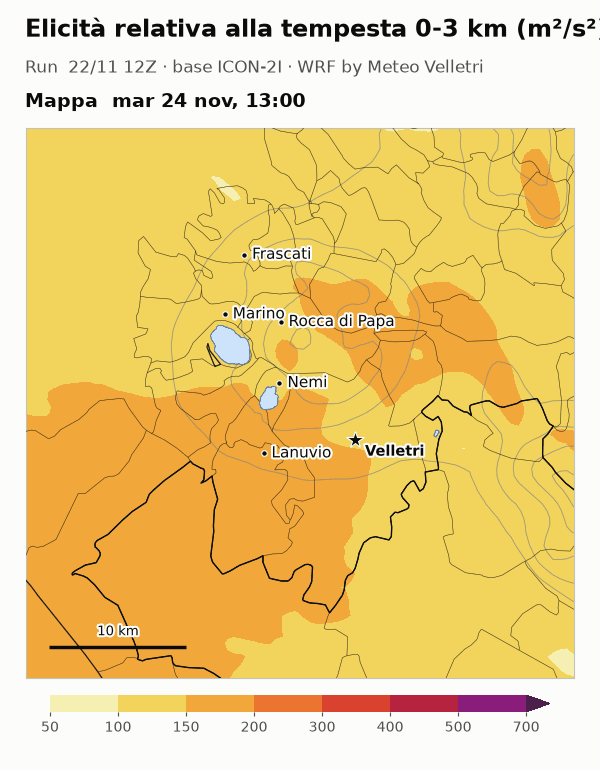 Elicità relativa alla tempesta 0-3 km (m²/s²)
Run 22/11 12Z · base ICON-2I · WRF by Meteo Velletri
Mappa mar 24 nov, 13:00
Frascati
Marino
Rocca di Papa
Nemi
Velletri
Lanuvio
10 km
50 100 150 200 300 400 500 700